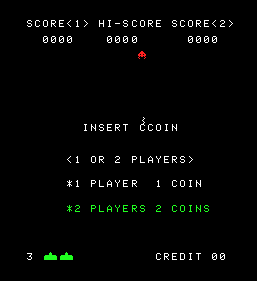 SCORE<1> HI-SCORE SCORE<2>
0000 0000 0000
INSERT CCOIN
<1 OR 2 PLAYERS>
*1 PLAYER 1 COIN
*2 PLAYERS 2 COINS
3 CREDIT 00